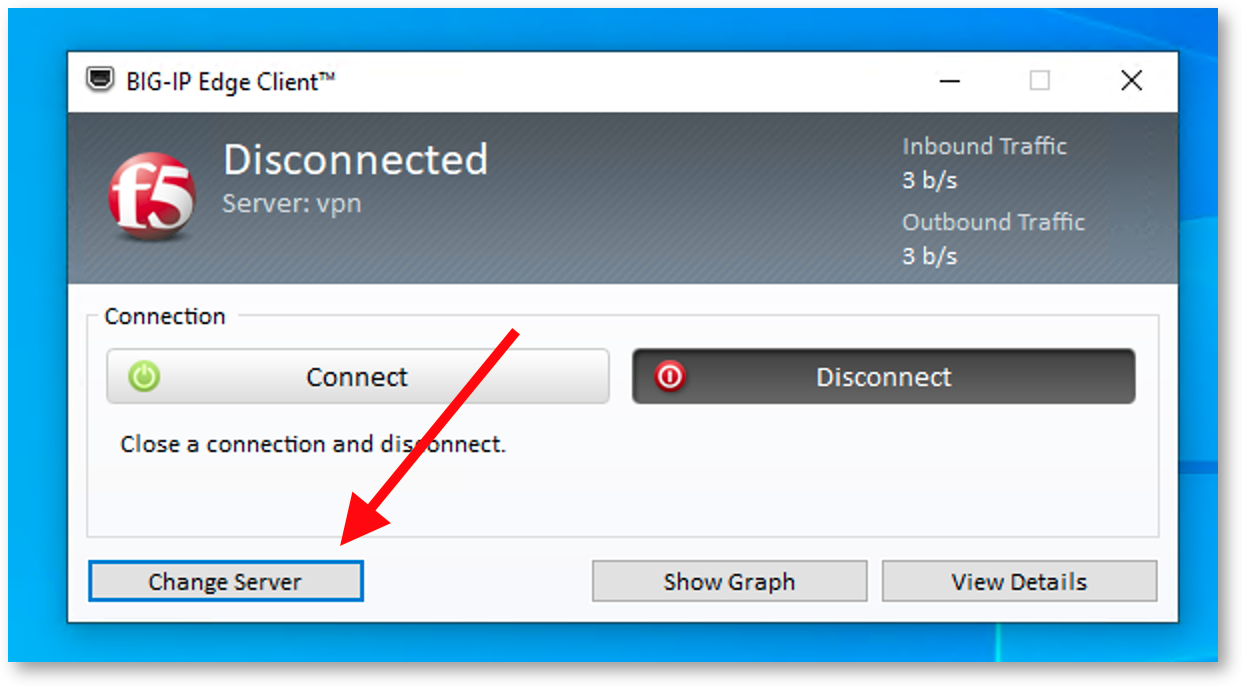 BIG-IP Edge Client™
f5
Disconnected
Server: vpn
Inbound Traffic
3 b/s
Outbound Traffic
3 b/s
Connection
Connect
Disconnect
Close a connection and disconnect.
Change Server
Show Graph
View Details